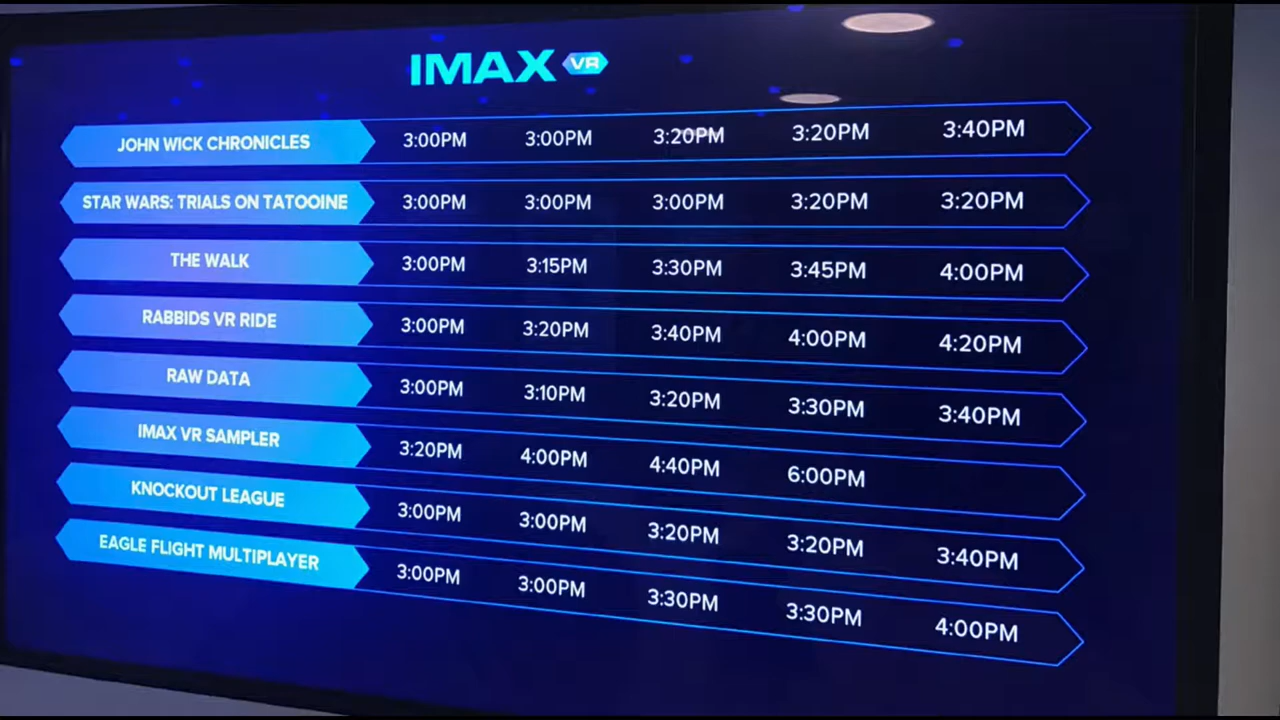 IMAX VR
JOHN WICK CHRONICLES 3:00PM 3:00PM 3:20PM 3:20PM 3:40PM
STAR WARS: TRIALS ON TATOOINE 3:00PM 3:00PM 3:00PM 3:20PM 3:20PM
THE WALK 3:00PM 3:15PM 3:30PM 3:45PM 4:00PM
RABBIDS VR RIDE 3:00PM 3:20PM 3:40PM 4:00PM 4:20PM
RAW DATA 3:00PM 3:10PM 3:20PM 3:30PM 3:40PM
IMAX VR SAMPLER 3:20PM 4:00PM 4:40PM 6:00PM
KNOCKOUT LEAGUE 3:00PM 3:00PM 3:20PM 3:20PM 3:40PM
EAGLE FLIGHT MULTIPLAYER 3:00PM 3:00PM 3:30PM 3:30PM 4:00PM